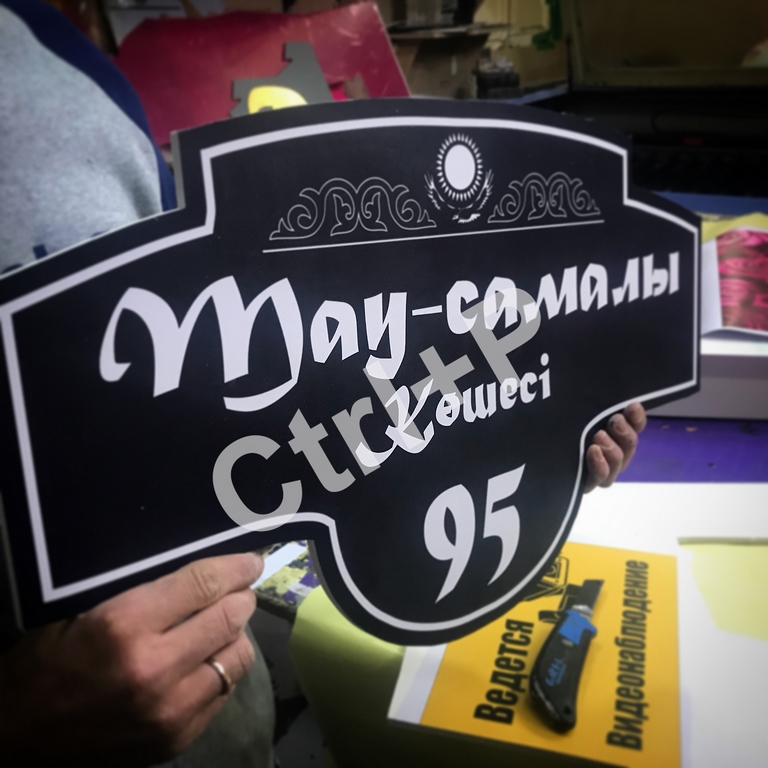 Тау-самалы
Көшесі
95
Ctrl+P
Ведется
Видеонаблюдение